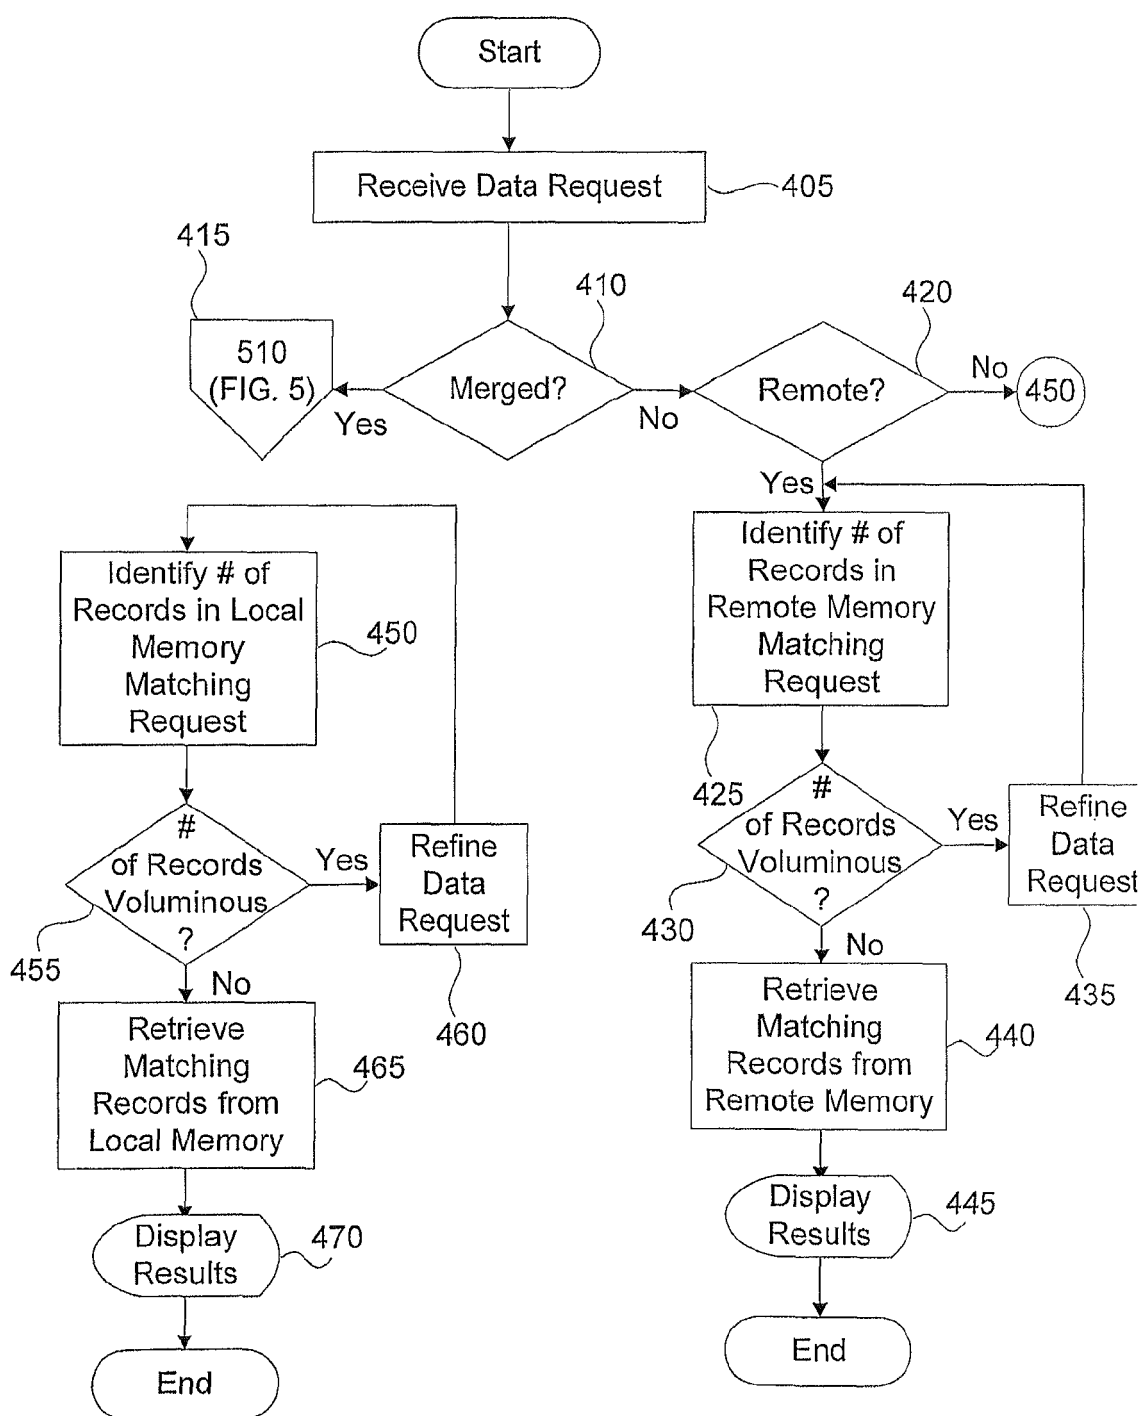 Start
Receive Data Request
405
415
410
420
510
(FIG. 5)
Yes
Merged?
No
Remote?
No
450
Yes
Identify # of
Records in
Remote Memory
Matching
Request
425
#
of Records
Voluminous
?
430
Yes
Refine
Data
Request
435
No
Retrieve
Matching
Records from
Remote Memory
440
Display
Results
445
End
Identify # of
Records in Local
Memory
Matching
Request
450
#
of Records
Voluminous
?
455
Yes
Refine
Data
Request
460
No
Retrieve
Matching
Records from
Local Memory
465
Display
Results
470
End